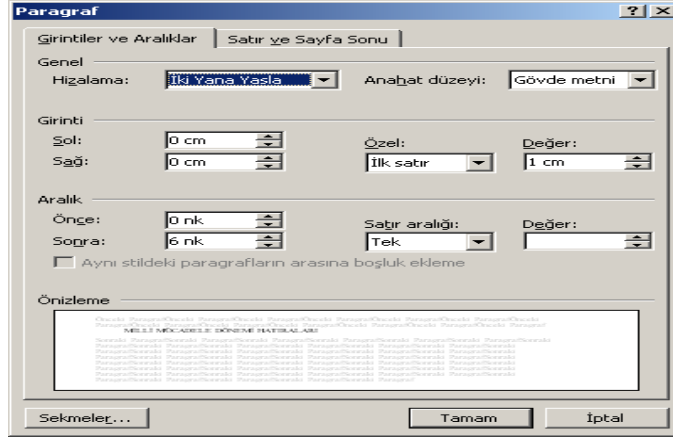 Paragraf
Girintiler ve Aralıklar Satır ve Sayfa Sonu
Genel
Hizalama: İki Yana Yasla Anahat düzeyi: Gövde metni
Girinti
Sol: 0 cm Özel: Değer:
Sağ: 0 cm İlk satır 1 cm
Aralık
Önce: 0 nk Satır aralığı: Değer:
Sonra: 6 nk Tek
Aynı stildeki paragrafların arasına boşluk ekleme
Önizleme
MİLLİ MÜCADELE DÖNEMİ HATIRALARI
Sekmeler... Tamam İptal